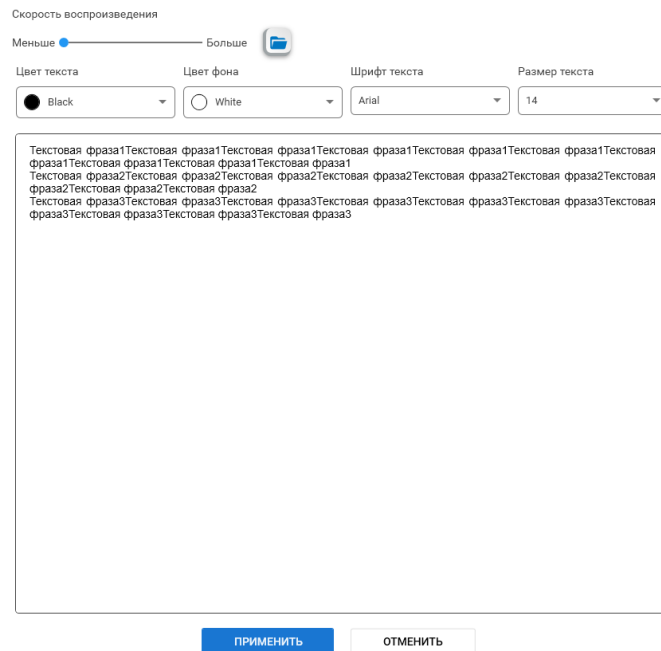 Скорость воспроизведения
Меньше Больше
Цвет текста Цвет фона Шрифт текста Размер текста
Black White Arial 14
Текстовая фраза1Текстовая фраза1Текстовая фраза1Текстовая фраза1Текстовая фраза1Текстовая фраза1Текстовая
фраза1Текстовая фраза1Текстовая фраза1Текстовая фраза1
Текстовая фраза2Текстовая фраза2Текстовая фраза2Текстовая фраза2Текстовая фраза2Текстовая фраза2Текстовая
фраза2Текстовая фраза2Текстовая фраза2
Текстовая фраза3Текстовая фраза3Текстовая фраза3Текстовая фраза3Текстовая фраза3Текстовая фраза3Текстовая
фраза3Текстовая фраза3Текстовая фраза3Текстовая фраза3
ПРИМЕНИТЬ ОТМЕНИТЬ